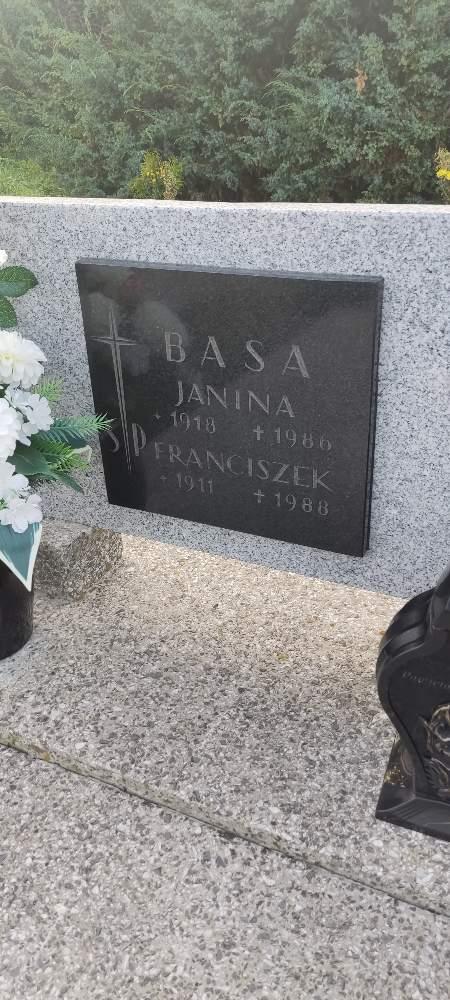 BASA
JANINA
* 1918 + 1986
Ś P
FRANCISZEK
* 1911 + 1988